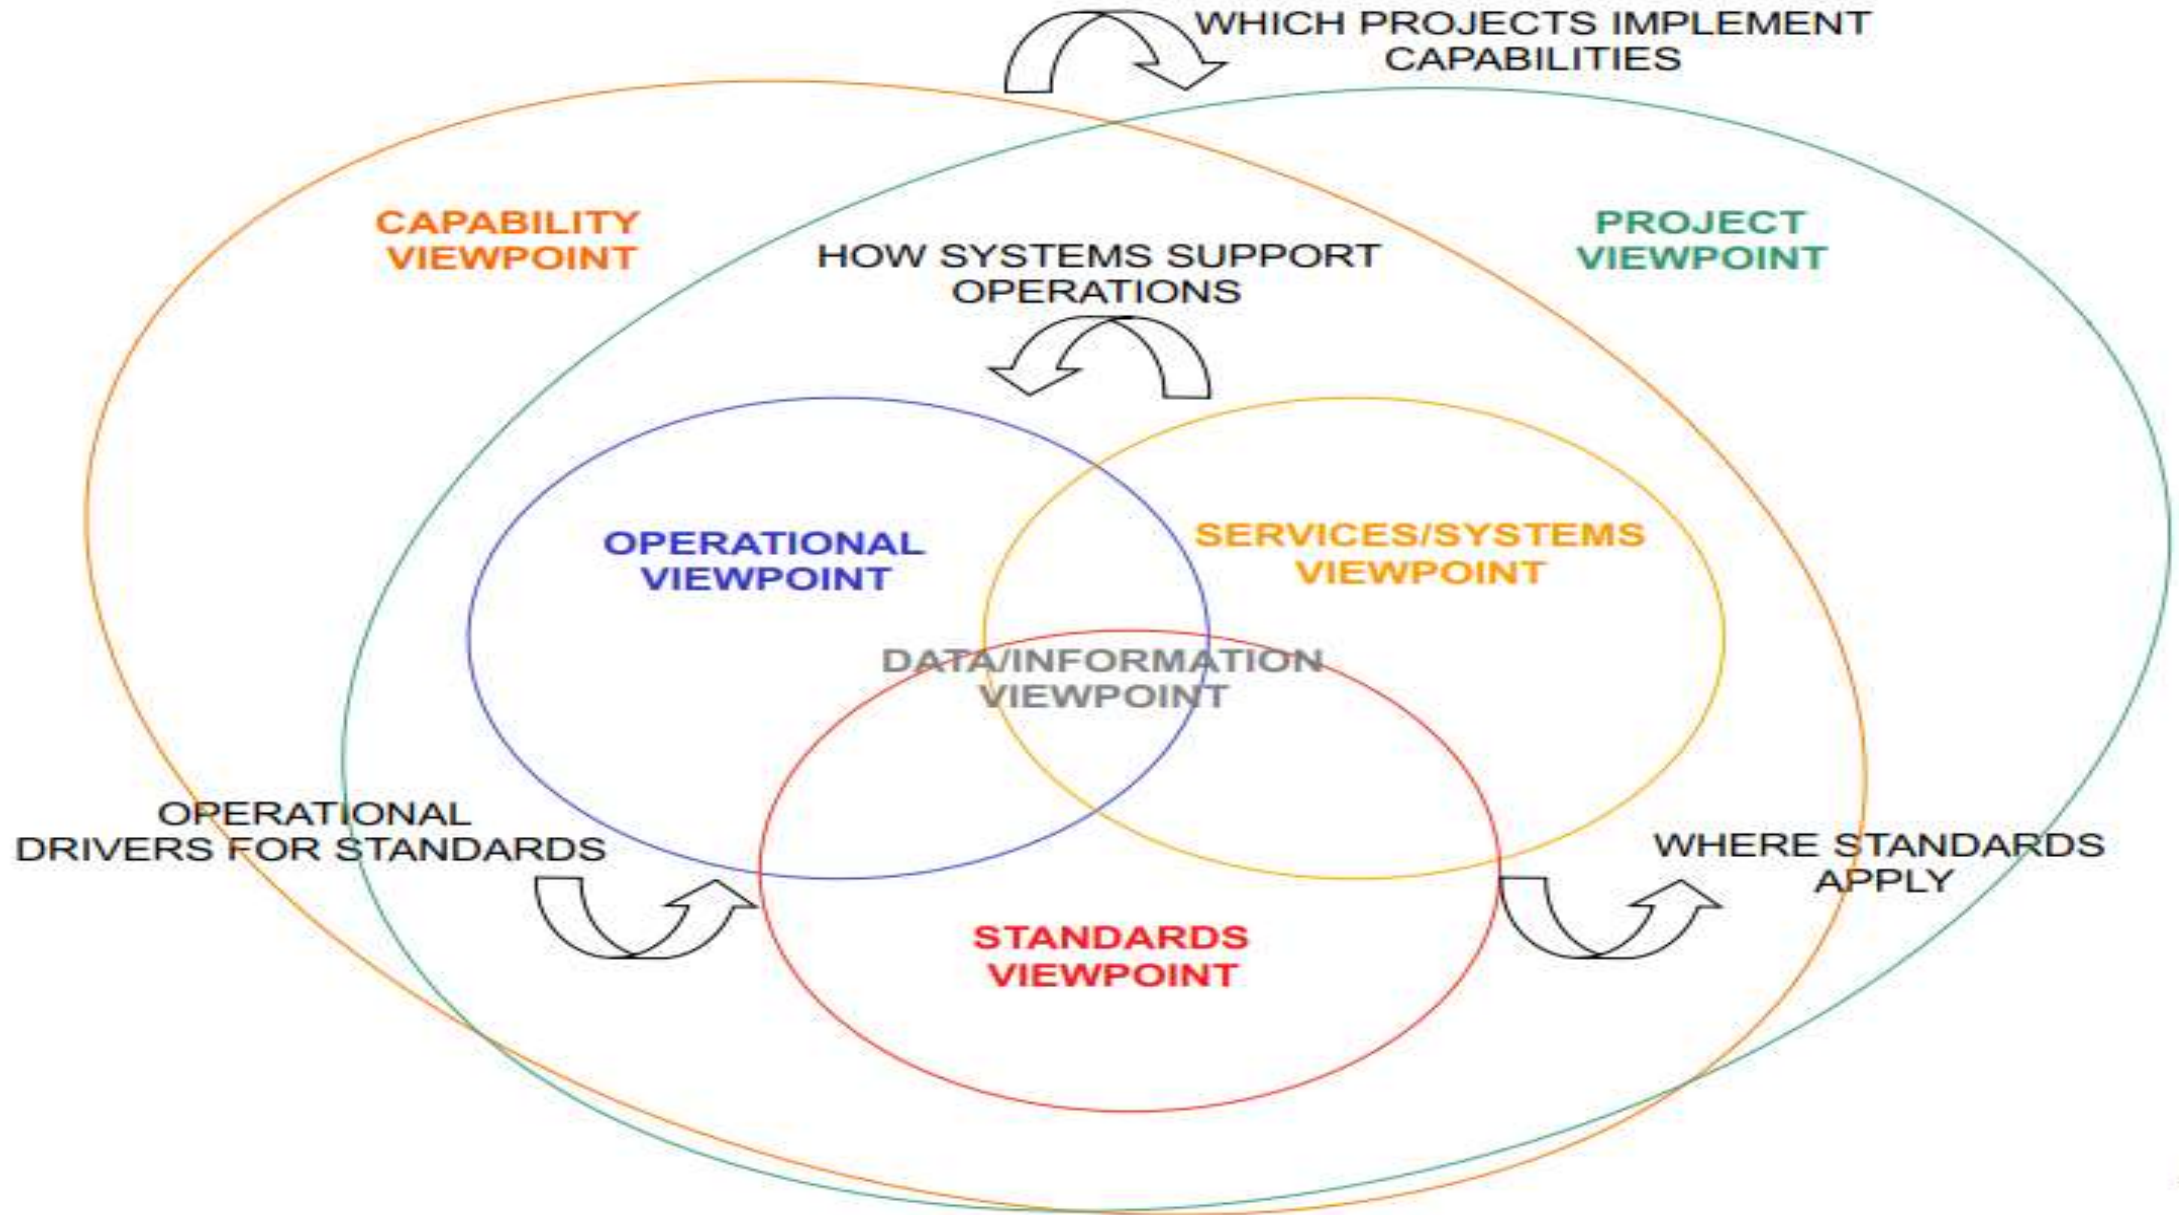 WHICH PROJECTS IMPLEMENT
CAPABILITIES
CAPABILITY
VIEWPOINT
PROJECT
VIEWPOINT
HOW SYSTEMS SUPPORT
OPERATIONS
OPERATIONAL
VIEWPOINT
SERVICES/SYSTEMS
VIEWPOINT
DATA/INFORMATION
VIEWPOINT
OPERATIONAL
DRIVERS FOR STANDARDS
WHERE STANDARDS
APPLY
STANDARDS
VIEWPOINT